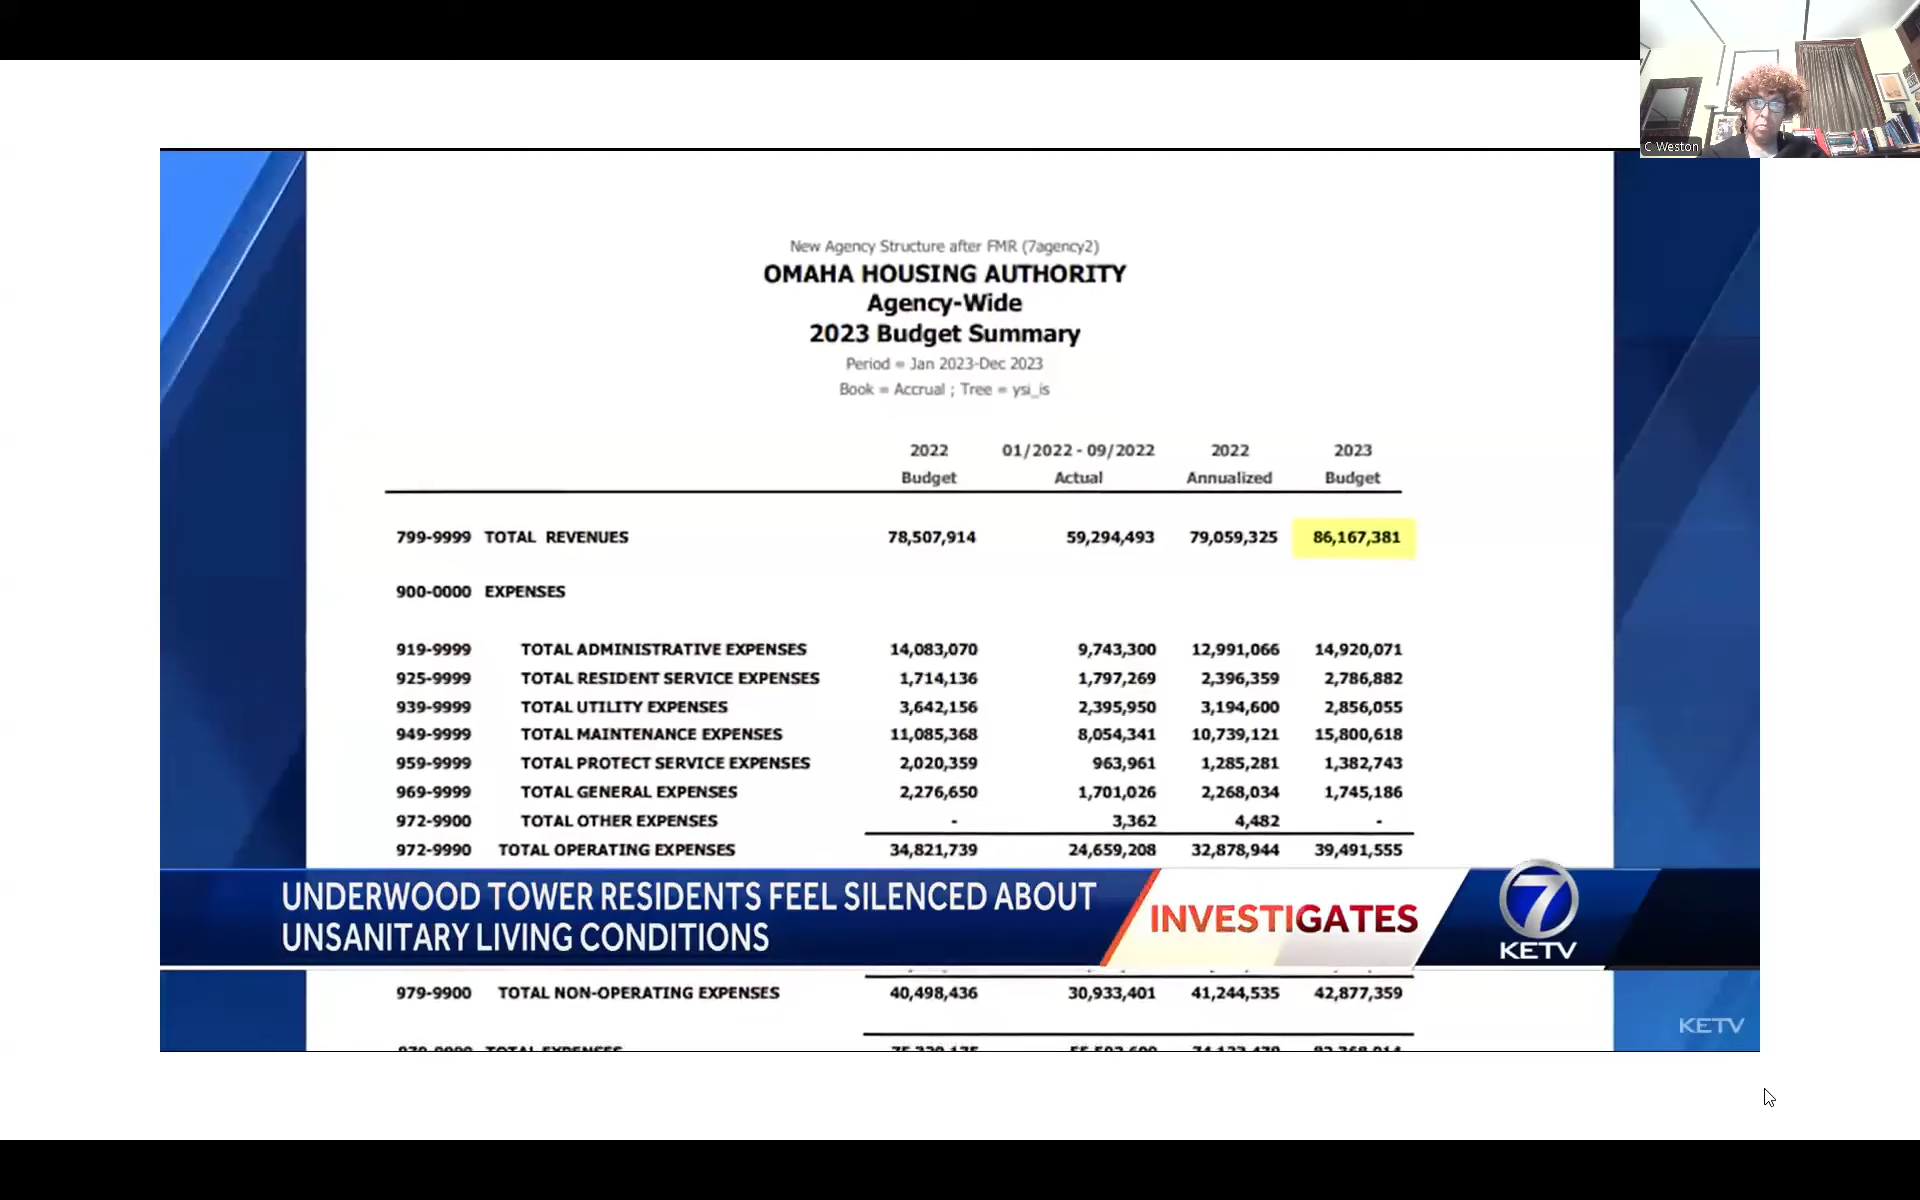 C Weston
New Agency Structure after FMR (7agency2)
OMAHA HOUSING AUTHORITY
Agency-Wide
2023 Budget Summary
Period = Jan 2023-Dec 2023
Book = Accrual ; Tree = ysi_is
2022 01/2022 - 09/2022 2022 2023
Budget Actual Annualized Budget
799-9999 TOTAL REVENUES 78,507,914 59,294,493 79,059,325 86,167,381
900-0000 EXPENSES
919-9999 TOTAL ADMINISTRATIVE EXPENSES 14,083,070 9,743,300 12,991,066 14,920,071
925-9999 TOTAL RESIDENT SERVICE EXPENSES 1,714,136 1,797,269 2,396,359 2,786,882
939-9999 TOTAL UTILITY EXPENSES 3,642,156 2,395,950 3,194,600 2,856,055
949-9999 TOTAL MAINTENANCE EXPENSES 11,085,368 8,054,341 10,739,121 15,800,618
959-9999 TOTAL PROTECT SERVICE EXPENSES 2,020,359 963,961 1,285,281 1,382,743
969-9999 TOTAL GENERAL EXPENSES 2,276,650 1,701,026 2,268,034 1,745,186
972-9900 TOTAL OTHER EXPENSES - 3,362 4,482 -
972-9990 TOTAL OPERATING EXPENSES 34,821,739 24,659,208 32,878,944 39,491,555
UNDERWOOD TOWER RESIDENTS FEEL SILENCED ABOUT
UNSANITARY LIVING CONDITIONS
INVESTIGATES
7
KETV
979-9900 TOTAL NON-OPERATING EXPENSES 40,498,436 30,933,401 41,244,535 42,877,359
KETV
TOTAL EXPENSES